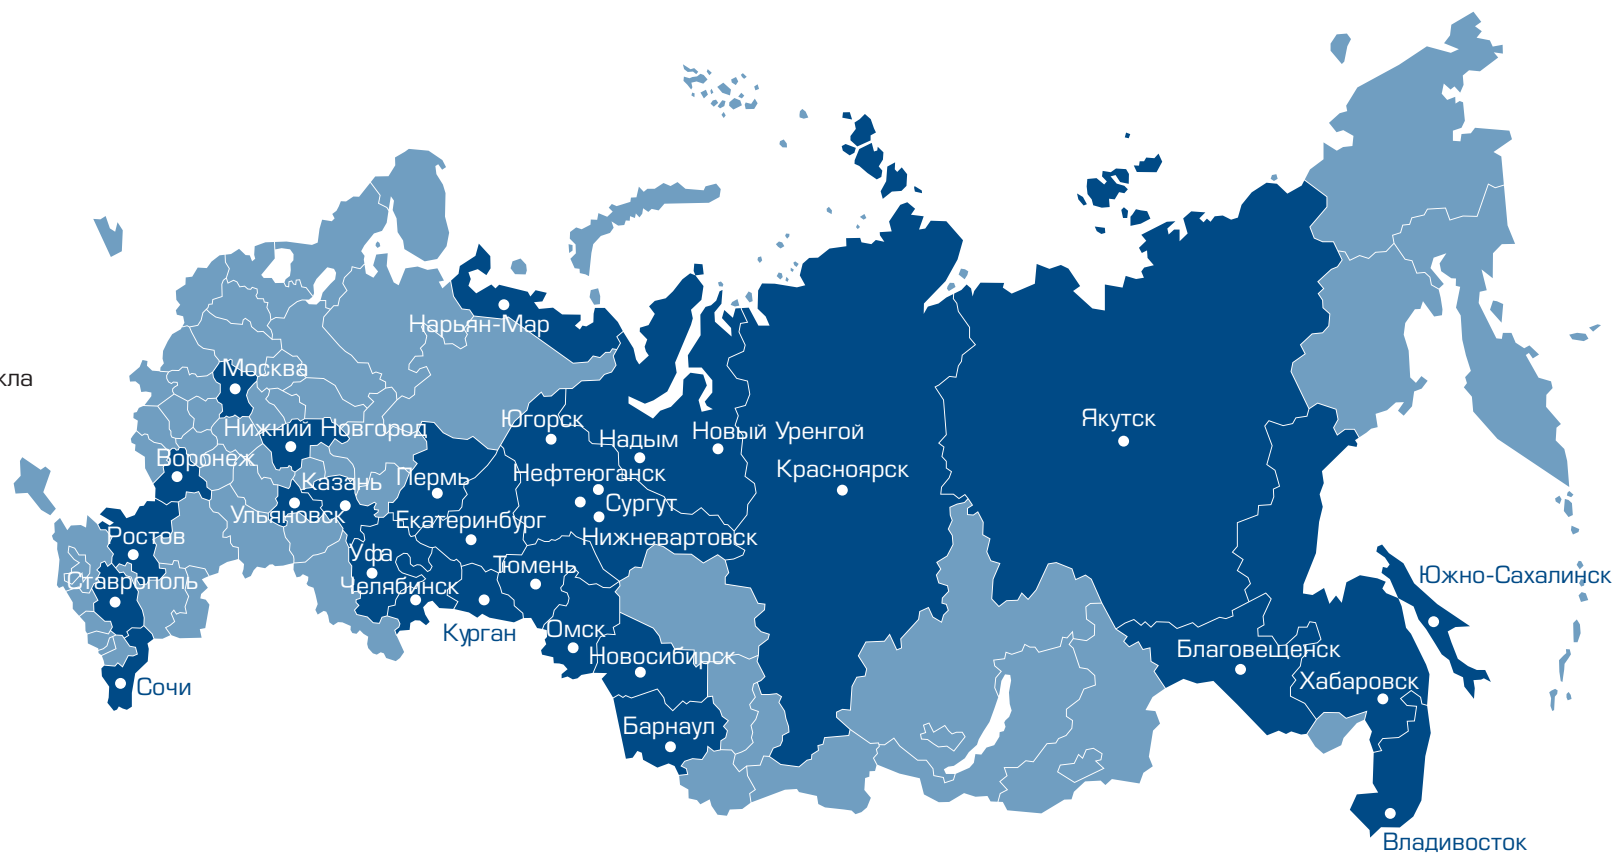 Нарьян-Мар
Москва
кла
Югорск
Якутск
Нижний Новгород
Надым
Новый Уренгой
Воронеж
Красноярск
Казань
Пермь
Нефтеюганск
Сургут
Ульяновск
Екатеринбург
Ростов
Нижневартовск
Уфа
Тюмень
Южно-Сахалинск
Ставрополь
Челябинск
Курган
Омск
Благовещенск
Новосибирск
Хабаровск
Сочи
Барнаул
Владивосток